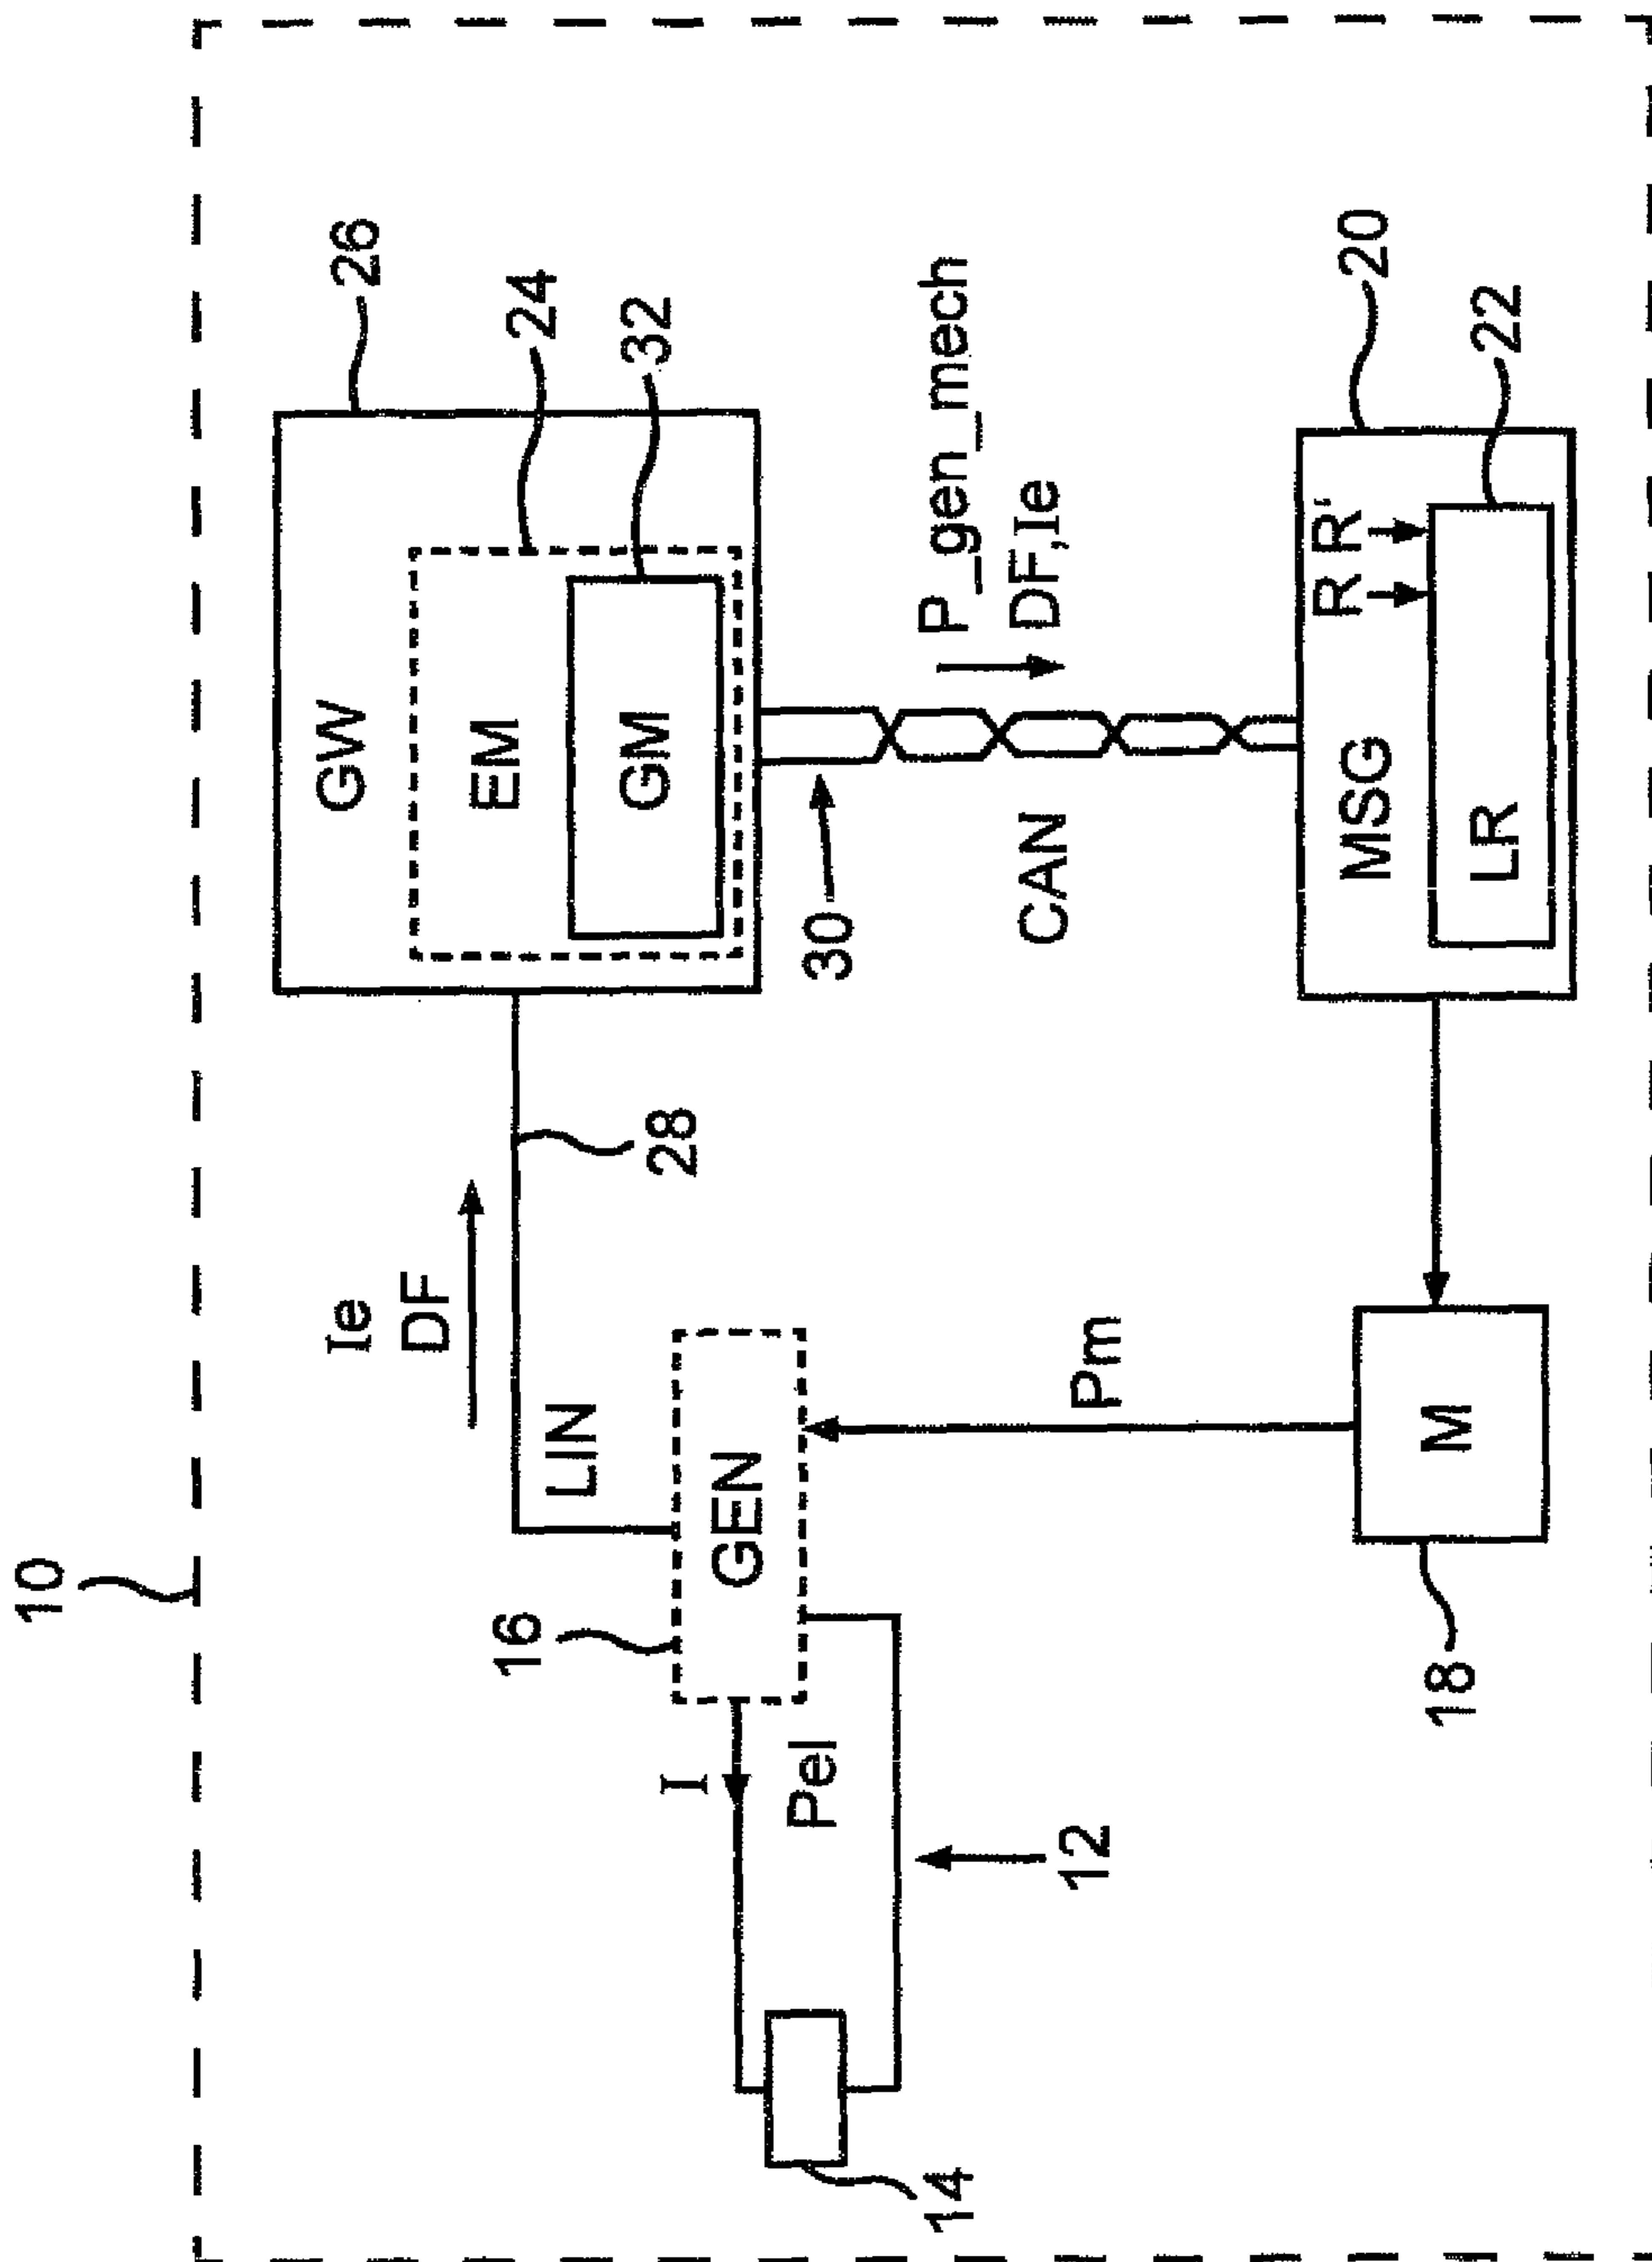 10
26
24
32
GW
EM
GM
Ie
DF
28
LIN
16
GEN
I
Pel
12
14
30
CAN
P_gen_mech
DF,Ie
Pm
20
22
MSG
R R'
LR
M
18